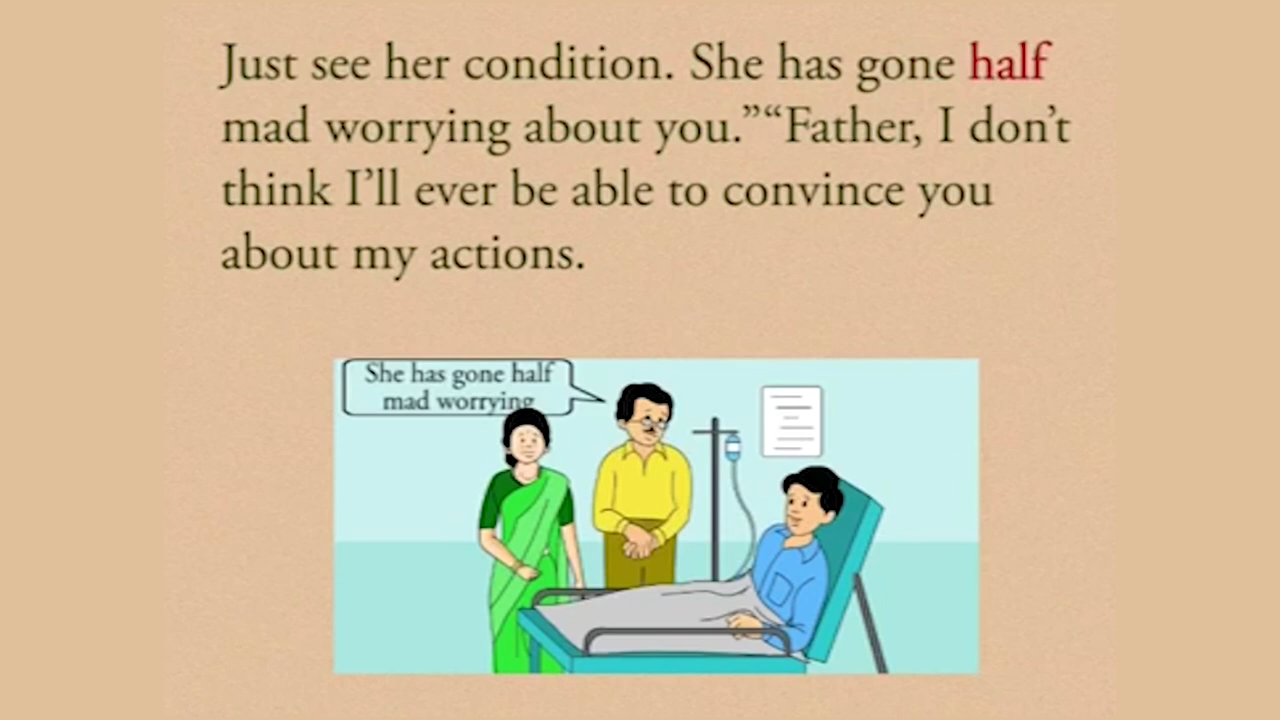 Just see her condition. She has gone half
mad worrying about you.”“Father, I don’t
think I’ll ever be able to convince you
about my actions.
She has gone half
mad worrying